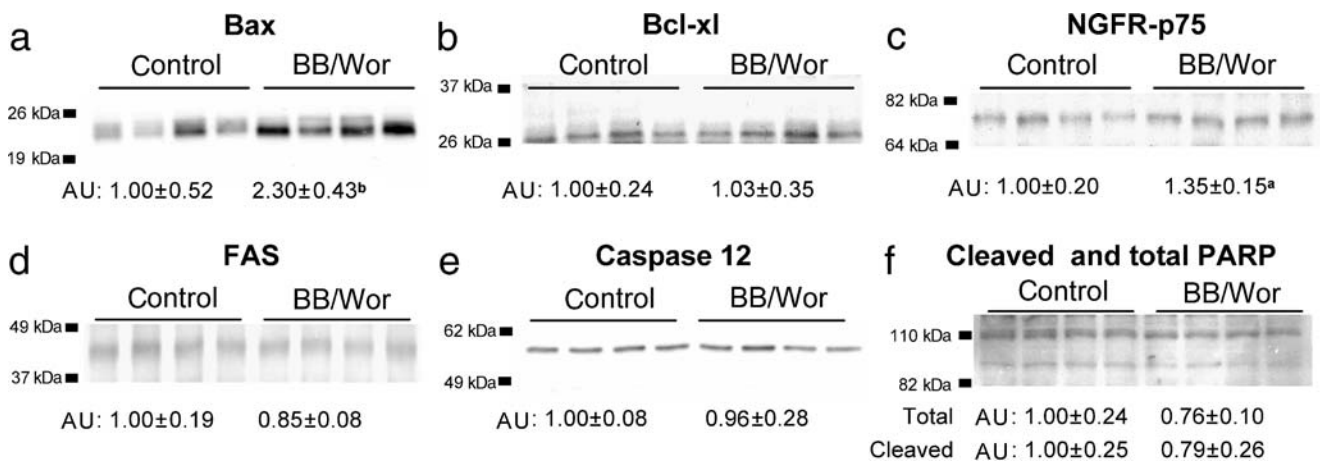 a Bax
Control BB/Wor
26 kDa
19 kDa
AU: 1.00±0.52 2.30±0.43ᵇ
b Bcl-xl
Control BB/Wor
37 kDa
26 kDa
AU: 1.00±0.24 1.03±0.35
c NGFR-p75
Control BB/Wor
82 kDa
64 kDa
AU: 1.00±0.20 1.35±0.15ᵃ
d FAS
Control BB/Wor
49 kDa
37 kDa
AU: 1.00±0.19 0.85±0.08
e Caspase 12
Control BB/Wor
62 kDa
49 kDa
AU: 1.00±0.08 0.96±0.28
f Cleaved and total PARP
Control BB/Wor
110 kDa
82 kDa
Total AU: 1.00±0.24 0.76±0.10
Cleaved AU: 1.00±0.25 0.79±0.26